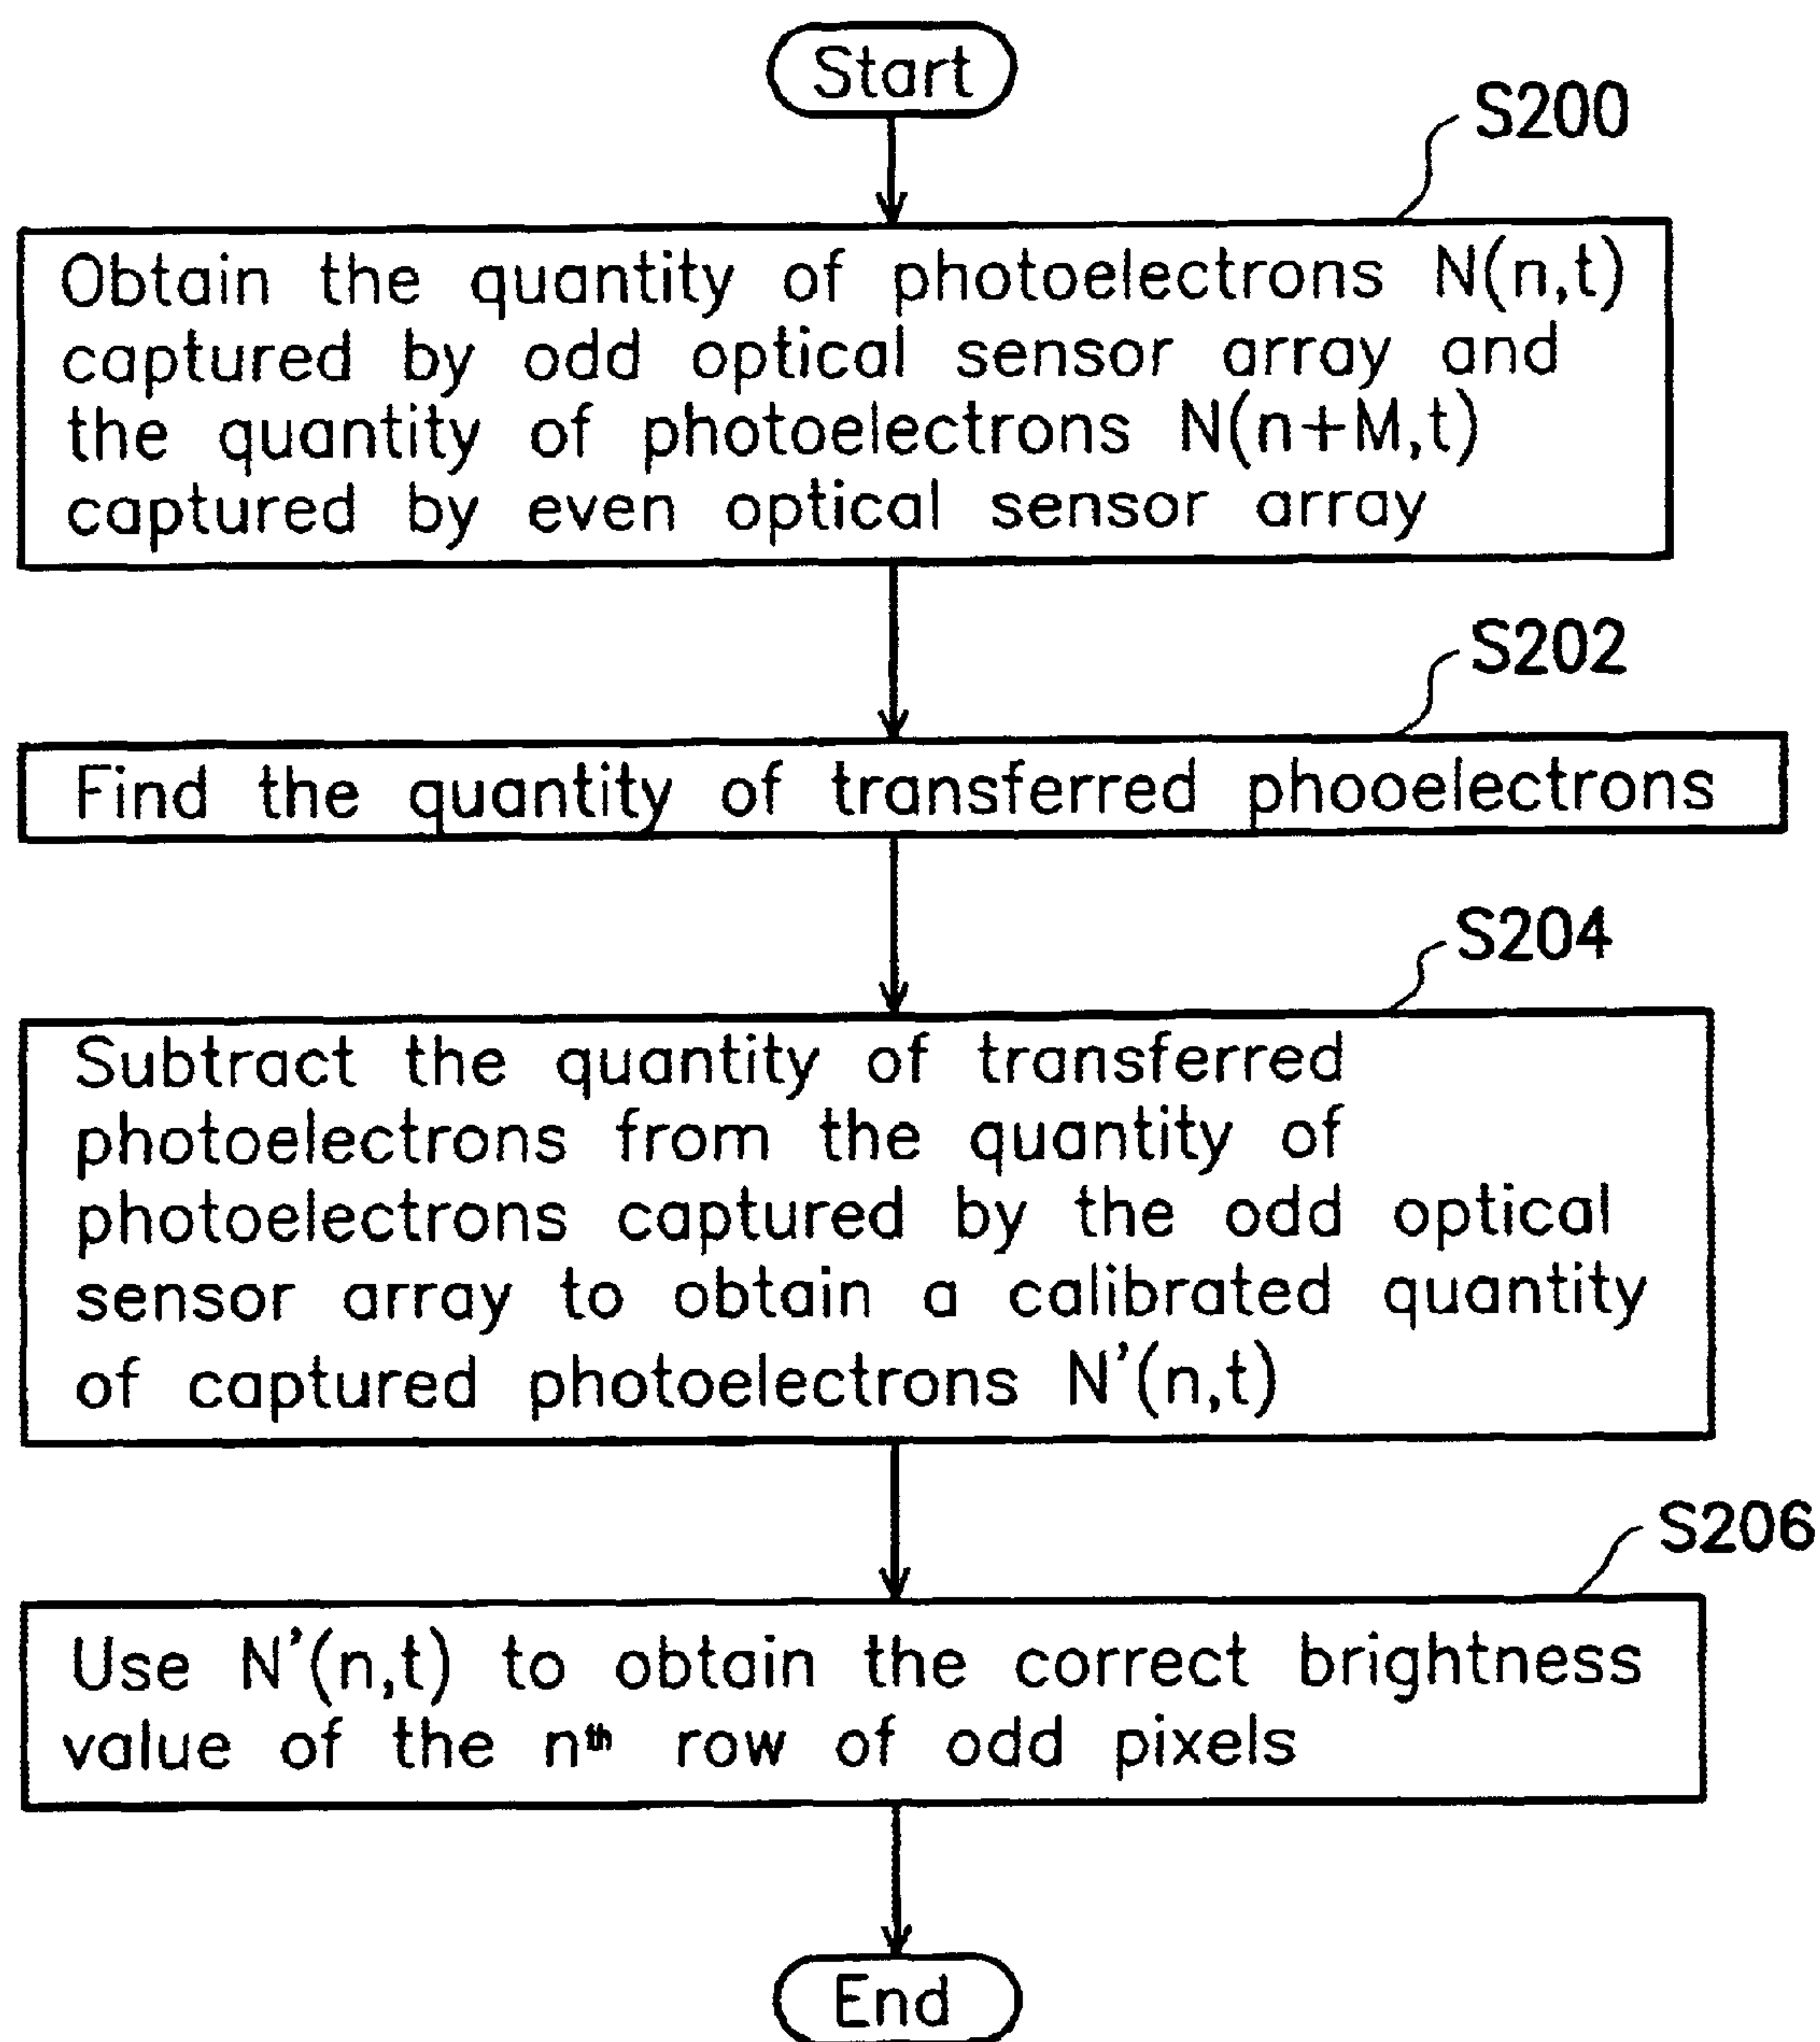 Start
S200
Obtain the quantity of photoelectrons N(n,t)
captured by odd optical sensor array and
the quantity of photoelectrons N(n+M,t)
captured by even optical sensor array
S202
Find the quantity of transferred phooelectrons
S204
Subtract the quantity of transferred
photoelectrons from the quantity of
photoelectrons captured by the odd optical
sensor array to obtain a calibrated quantity
of captured photoelectrons N'(n,t)
S206
Use N'(n,t) to obtain the correct brightness
value of the nᵗʰ row of odd pixels
End